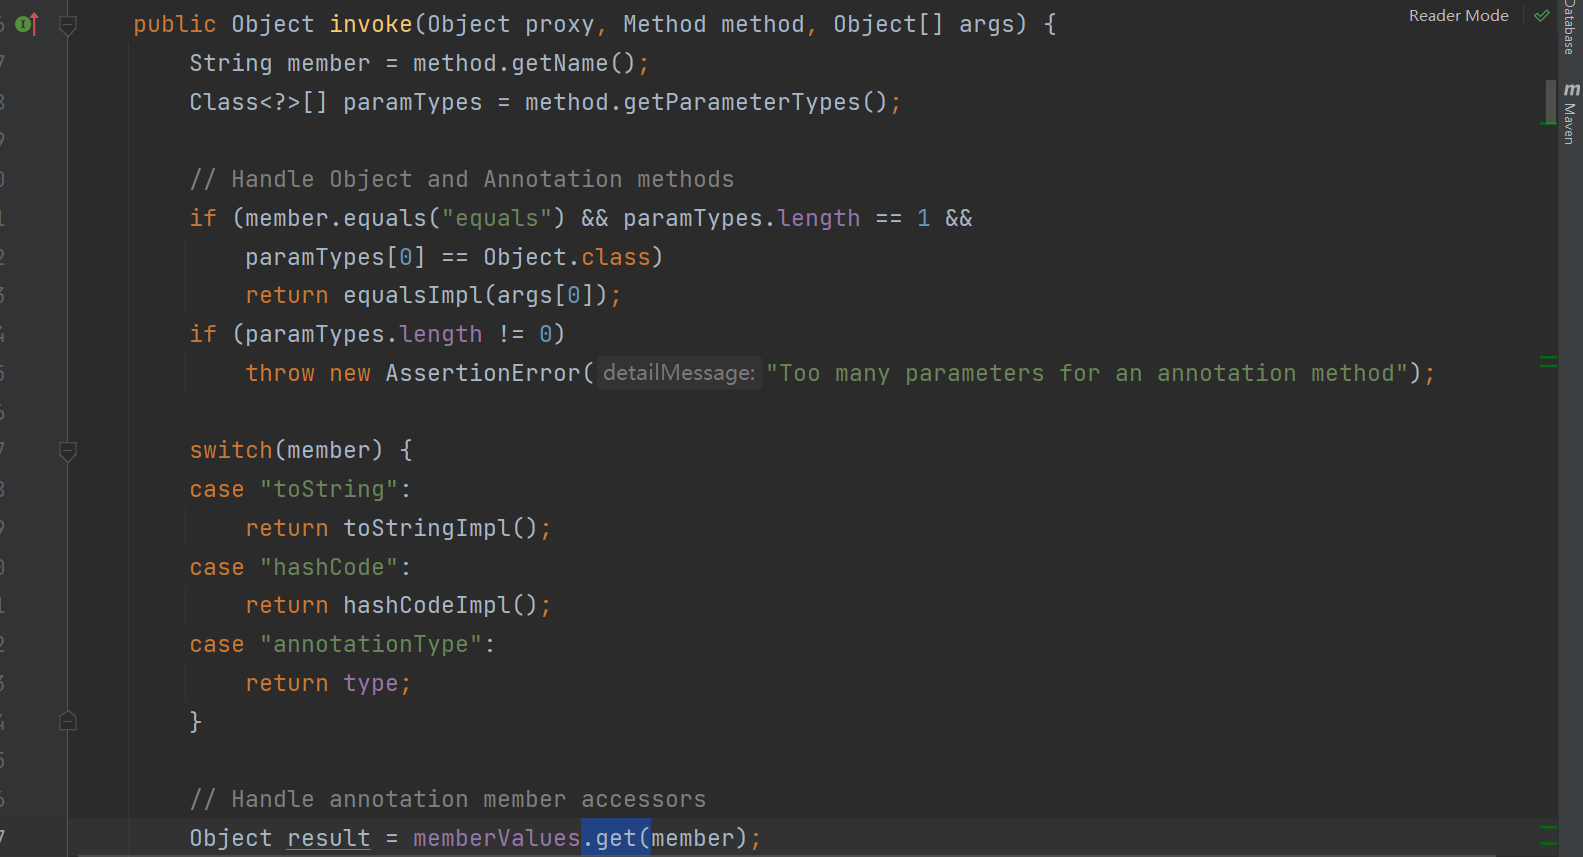 public Object invoke(Object proxy, Method method, Object[] args) {
Reader Mode
String member = method.getName();
Class<?>[] paramTypes = method.getParameterTypes();
// Handle Object and Annotation methods
if (member.equals("equals") && paramTypes.length == 1 &&
paramTypes[0] == Object.class)
return equalsImpl(args[0]);
if (paramTypes.length != 0)
throw new AssertionError( detailMessage: "Too many parameters for an annotation method");
switch(member) {
case "toString":
return toStringImpl();
case "hashCode":
return hashCodeImpl();
case "annotationType":
return type;
}
// Handle annotation member accessors
Object result = memberValues.get(member);
Database
m Maven